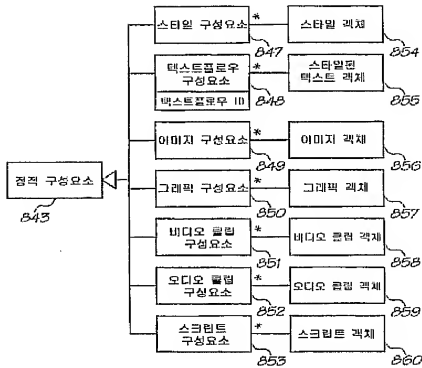 스타일 구성요소
*
스타일 객체
847
854
텍스트플로우
구성요소
텍스트플로우 ID
*
스타일된
텍스트 객체
848
855
이미지 구성요소
*
이미지 객체
849
856
정적 구성요소
843
그래픽 구성요소
*
그래픽 객체
850
857
비디오 클립
구성요소
*
비디오 클립 객체
851
858
오디오 클립
구성요소
*
오디오 클립 객체
852
859
스크립트
구성요소
*
스크립트 객체
853
860